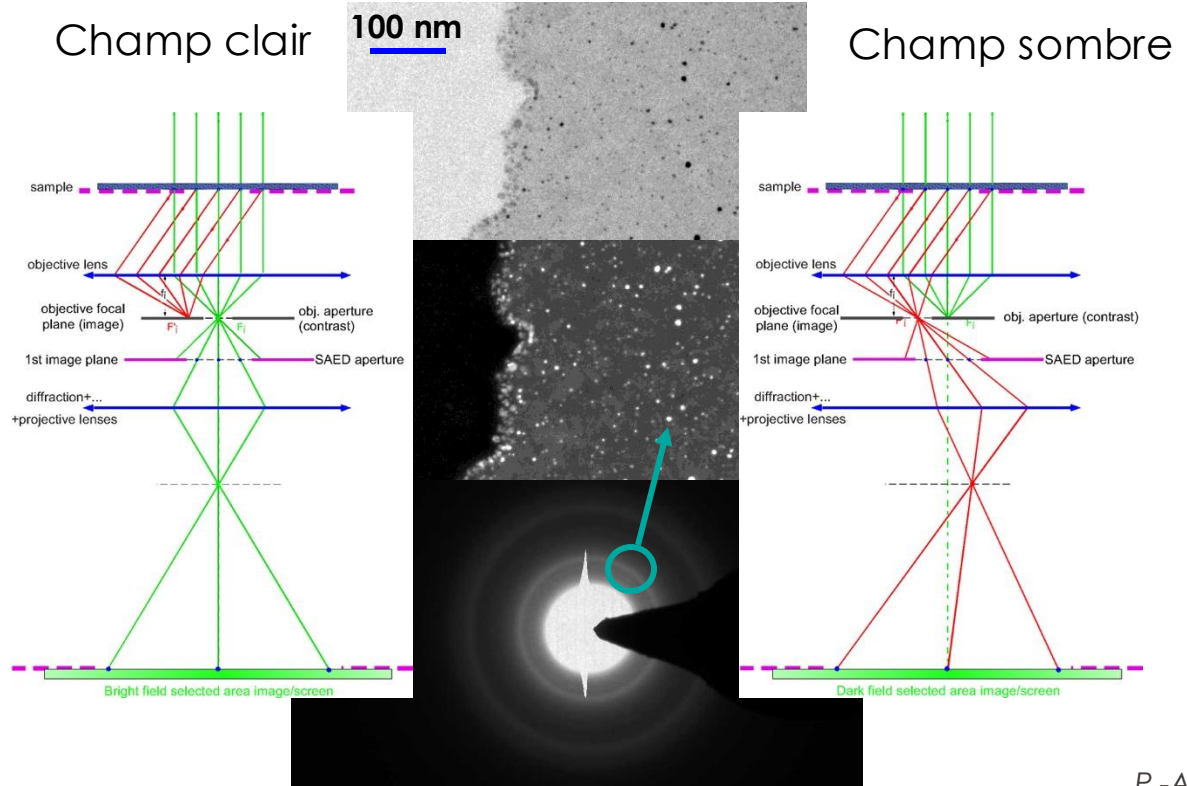 Champ clair
100 nm
Champ sombre
sample
objective lens
f
objective focal
plane (image)
F'
F
obj. aperture
(contrast)
1st image plane
SAED aperture
diffraction+...
+projective lenses
Bright field selected area image/screen
sample
objective lens
f
objective focal
plane (image)
F'
F
obj. aperture (contrast)
1st image plane
SAED aperture
diffraction+...
+projective lenses
Dark field selected area image/screen